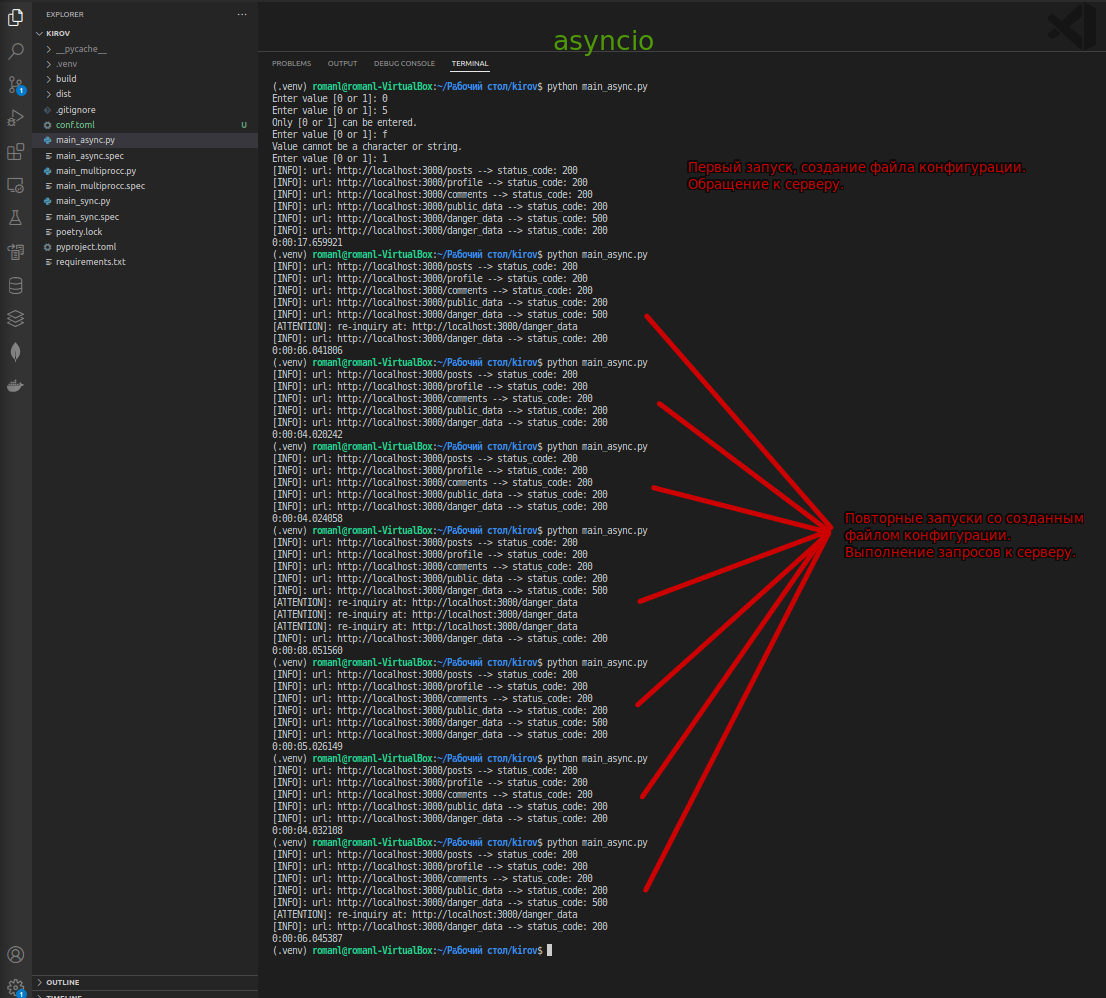 EXPLORER
KIROV
__pycache__
.venv
build
dist
.gitignore
conf.toml U
main_async.py
main_async.spec
main_multiprocc.py
main_multiprocc.spec
main_sync.py
main_sync.spec
poetry.lock
pyproject.toml
requirements.txt
OUTLINE
TIMELINE
1
1
asyncio
PROBLEMS OUTPUT DEBUG CONSOLE TERMINAL
(.venv) romanl@romanl-VirtualBox:~/Рабочий стол/kirov$ python main_async.py
Enter value [0 or 1]: 0
Enter value [0 or 1]: 5
Only [0 or 1] can be entered.
Enter value [0 or 1]: f
Value cannot be a character or string.
Enter value [0 or 1]: 1
[INFO]: url: http://localhost:3000/posts --> status_code: 200
[INFO]: url: http://localhost:3000/profile --> status_code: 200
[INFO]: url: http://localhost:3000/comments --> status_code: 200
[INFO]: url: http://localhost:3000/public_data --> status_code: 200
[INFO]: url: http://localhost:3000/danger_data --> status_code: 500
[INFO]: url: http://localhost:3000/danger_data --> status_code: 200
0:00:17.659921
(.venv) romanl@romanl-VirtualBox:~/Рабочий стол/kirov$ python main_async.py
[INFO]: url: http://localhost:3000/posts --> status_code: 200
[INFO]: url: http://localhost:3000/profile --> status_code: 200
[INFO]: url: http://localhost:3000/comments --> status_code: 200
[INFO]: url: http://localhost:3000/public_data --> status_code: 200
[INFO]: url: http://localhost:3000/danger_data --> status_code: 500
[ATTENTION]: re-inquiry at: http://localhost:3000/danger_data
[INFO]: url: http://localhost:3000/danger_data --> status_code: 200
0:00:06.041806
(.venv) romanl@romanl-VirtualBox:~/Рабочий стол/kirov$ python main_async.py
[INFO]: url: http://localhost:3000/posts --> status_code: 200
[INFO]: url: http://localhost:3000/profile --> status_code: 200
[INFO]: url: http://localhost:3000/comments --> status_code: 200
[INFO]: url: http://localhost:3000/public_data --> status_code: 200
[INFO]: url: http://localhost:3000/danger_data --> status_code: 200
0:00:04.020242
(.venv) romanl@romanl-VirtualBox:~/Рабочий стол/kirov$ python main_async.py
[INFO]: url: http://localhost:3000/posts --> status_code: 200
[INFO]: url: http://localhost:3000/profile --> status_code: 200
[INFO]: url: http://localhost:3000/comments --> status_code: 200
[INFO]: url: http://localhost:3000/public_data --> status_code: 200
[INFO]: url: http://localhost:3000/danger_data --> status_code: 200
0:00:04.024058
(.venv) romanl@romanl-VirtualBox:~/Рабочий стол/kirov$ python main_async.py
[INFO]: url: http://localhost:3000/posts --> status_code: 200
[INFO]: url: http://localhost:3000/profile --> status_code: 200
[INFO]: url: http://localhost:3000/comments --> status_code: 200
[INFO]: url: http://localhost:3000/public_data --> status_code: 200
[INFO]: url: http://localhost:3000/danger_data --> status_code: 500
[ATTENTION]: re-inquiry at: http://localhost:3000/danger_data
[ATTENTION]: re-inquiry at: http://localhost:3000/danger_data
[ATTENTION]: re-inquiry at: http://localhost:3000/danger_data
[INFO]: url: http://localhost:3000/danger_data --> status_code: 200
0:00:08.051560
(.venv) romanl@romanl-VirtualBox:~/Рабочий стол/kirov$ python main_async.py
[INFO]: url: http://localhost:3000/posts --> status_code: 200
[INFO]: url: http://localhost:3000/profile --> status_code: 200
[INFO]: url: http://localhost:3000/comments --> status_code: 200
[INFO]: url: http://localhost:3000/public_data --> status_code: 200
[INFO]: url: http://localhost:3000/danger_data --> status_code: 500
[INFO]: url: http://localhost:3000/danger_data --> status_code: 200
0:00:05.026149
(.venv) romanl@romanl-VirtualBox:~/Рабочий стол/kirov$ python main_async.py
[INFO]: url: http://localhost:3000/posts --> status_code: 200
[INFO]: url: http://localhost:3000/profile --> status_code: 200
[INFO]: url: http://localhost:3000/comments --> status_code: 200
[INFO]: url: http://localhost:3000/public_data --> status_code: 200
[INFO]: url: http://localhost:3000/danger_data --> status_code: 200
0:00:04.032108
(.venv) romanl@romanl-VirtualBox:~/Рабочий стол/kirov$ python main_async.py
[INFO]: url: http://localhost:3000/posts --> status_code: 200
[INFO]: url: http://localhost:3000/profile --> status_code: 200
[INFO]: url: http://localhost:3000/comments --> status_code: 200
[INFO]: url: http://localhost:3000/public_data --> status_code: 200
[INFO]: url: http://localhost:3000/danger_data --> status_code: 500
[ATTENTION]: re-inquiry at: http://localhost:3000/danger_data
[INFO]: url: http://localhost:3000/danger_data --> status_code: 200
0:00:06.045387
(.venv) romanl@romanl-VirtualBox:~/Рабочий стол/kirov$
Первый запуск, создание файла конфигурации.
Обращение к серверу.
Повторные запуски со созданным
файлом конфигурации.
Выполнение запросов к серверу.